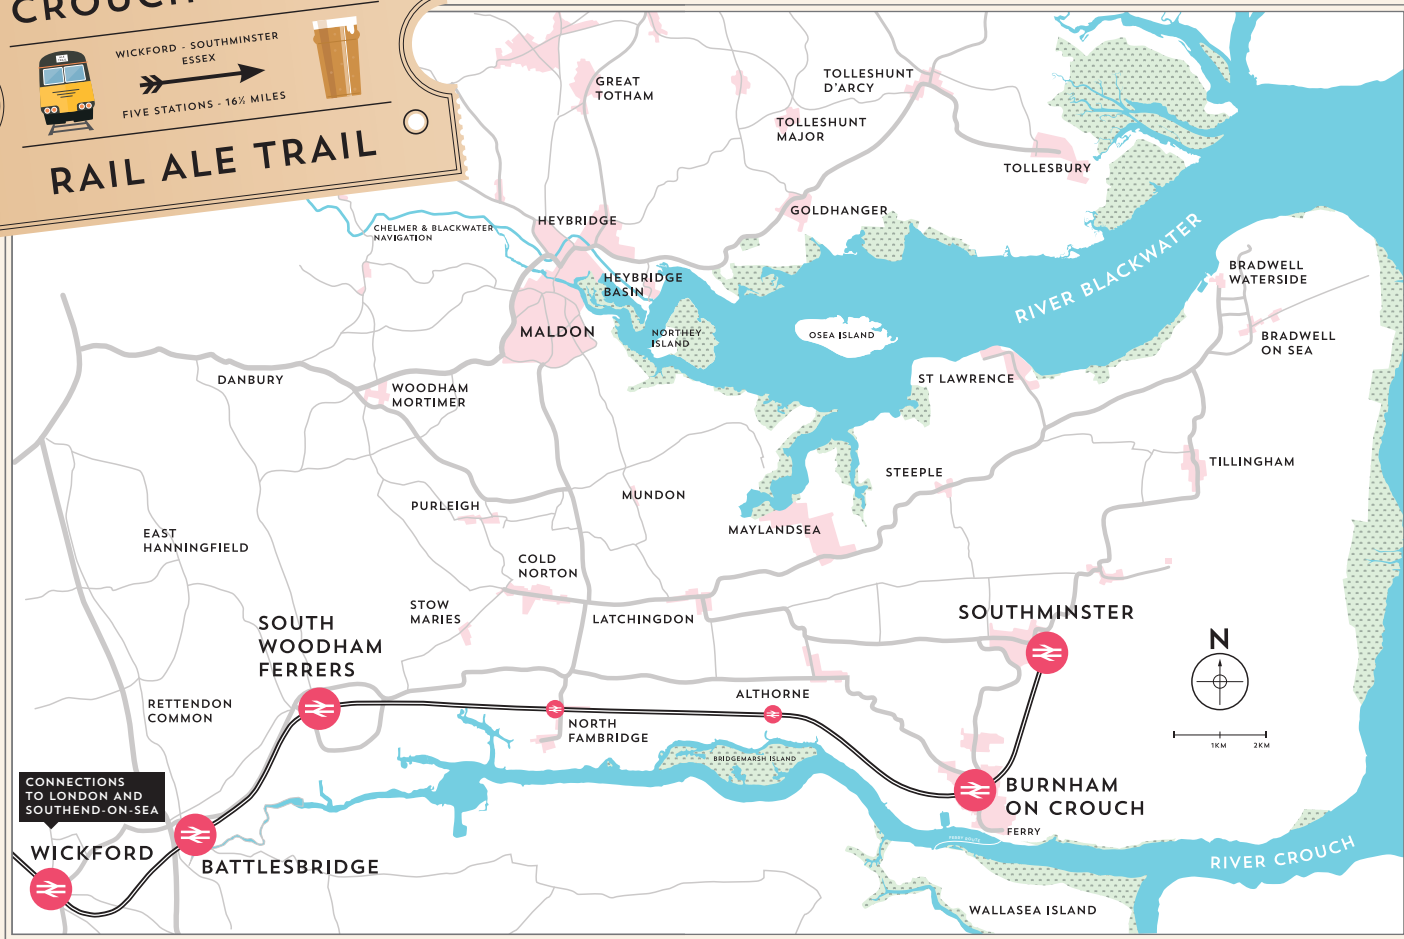 CROUCH
WICKFORD - SOUTHMINSTER
ESSEX
FIVE STATIONS - 16½ MILES
RAIL ALE TRAIL
GREAT
TOTHAM
TOLLESHUNT
D'ARCY
TOLLESHUNT
MAJOR
TOLLESBURY
GOLDHANGER
HEYBRIDGE
CHELMER & BLACKWATER
NAVIGATION
HEYBRIDGE
BASIN
RIVER BLACKWATER
BRADWELL
WATERSIDE
MALDON
NORTHEY
ISLAND
OSEA ISLAND
BRADWELL
ON SEA
DANBURY
WOODHAM
MORTIMER
ST LAWRENCE
STEEPLE
TILLINGHAM
PURLEIGH
MUNDON
MAYLANDSEA
EAST
HANNINGFIELD
COLD
NORTON
STOW
MARIES
LATCHINGDON
SOUTHMINSTER
SOUTH
WOODHAM
FERRERS
N
1KM
2KM
RETTENDON
COMMON
ALTHORNE
NORTH
FAMBRIDGE
BRIDGEMARSH ISLAND
CONNECTIONS
TO LONDON AND
SOUTHEND-ON-SEA
BURNHAM
ON CROUCH
FERRY
FERRY ROUTE
WICKFORD
BATTLESBRIDGE
RIVER CROUCH
WALLASEA ISLAND